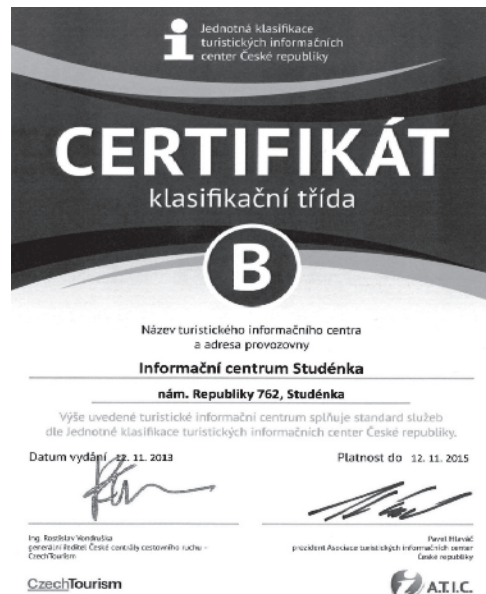 Jednotná klasifikace
turistických informačních
center České republiky
CERTIFIKÁT
klasifikační třída
B
Název turistického informačního centra
a adresa provozovny
Informační centrum Studénka
nám. Republiky 762, Studénka
Výše uvedené turistické informační centrum splňuje standard služeb
dle Jednotné klasifikace turistických informačních center České republiky.
Datum vydání 12. 11. 2013 Platnost do 12. 11. 2015
Ing. Rostislav Vondruška
generální ředitel České centrály cestovního ruchu –
CzechTourism
Pavel Hlaváč
prezident Asociace turistických informačních center
České republiky
CzechTourism
A.T.I.C.